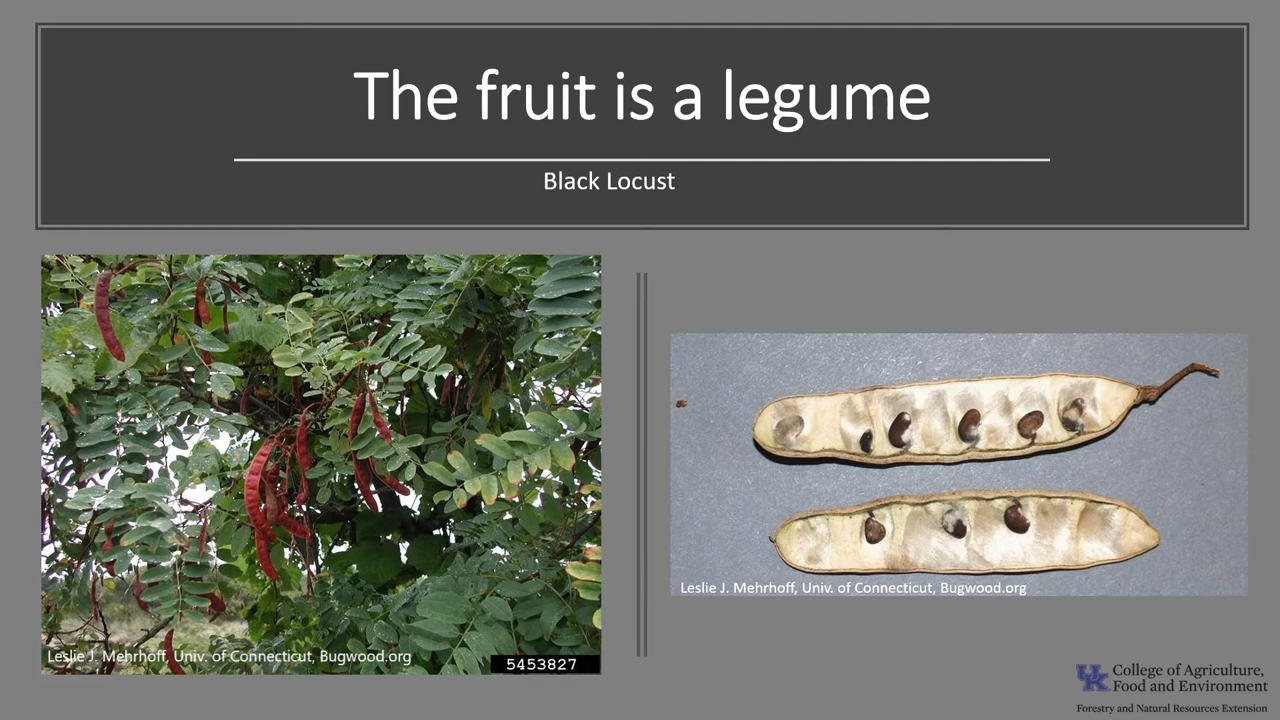 The fruit is a legume
Black Locust
Leslie J. Mehrhoff, Univ. of Connecticut, Bugwood.org
5453827
Leslie J. Mehrhoff, Univ. of Connecticut, Bugwood.org
UK College of Agriculture,
Food and Environment
Forestry and Natural Resources Extension